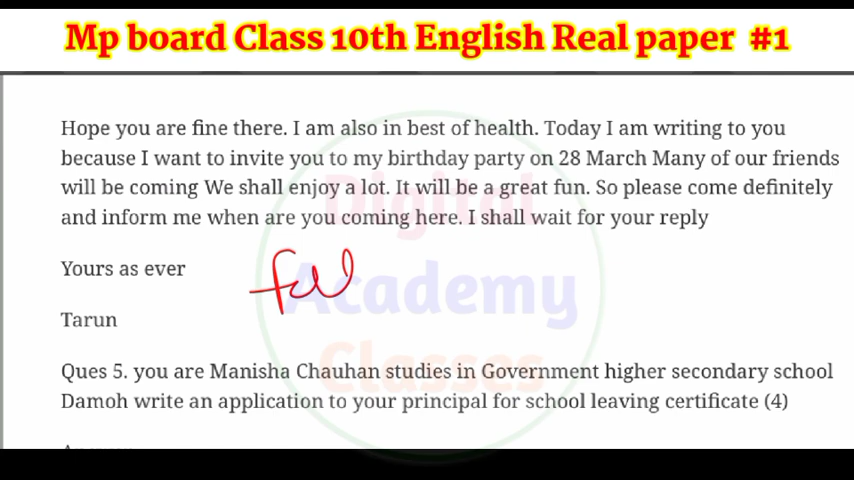 Mp board Class 10th English Real paper #1
Hope you are fine there. I am also in best of health. Today I am writing to you
because I want to invite you to my birthday party on 28 March Many of our friends
will be coming We shall enjoy a lot. It will be a great fun. So please come definitely
and inform me when are you coming here. I shall wait for your reply
Yours as ever
Tarun
Digital
Academy
Classes
Ques 5. you are Manisha Chauhan studies in Government higher secondary school
Damoh write an application to your principal for school leaving certificate (4)